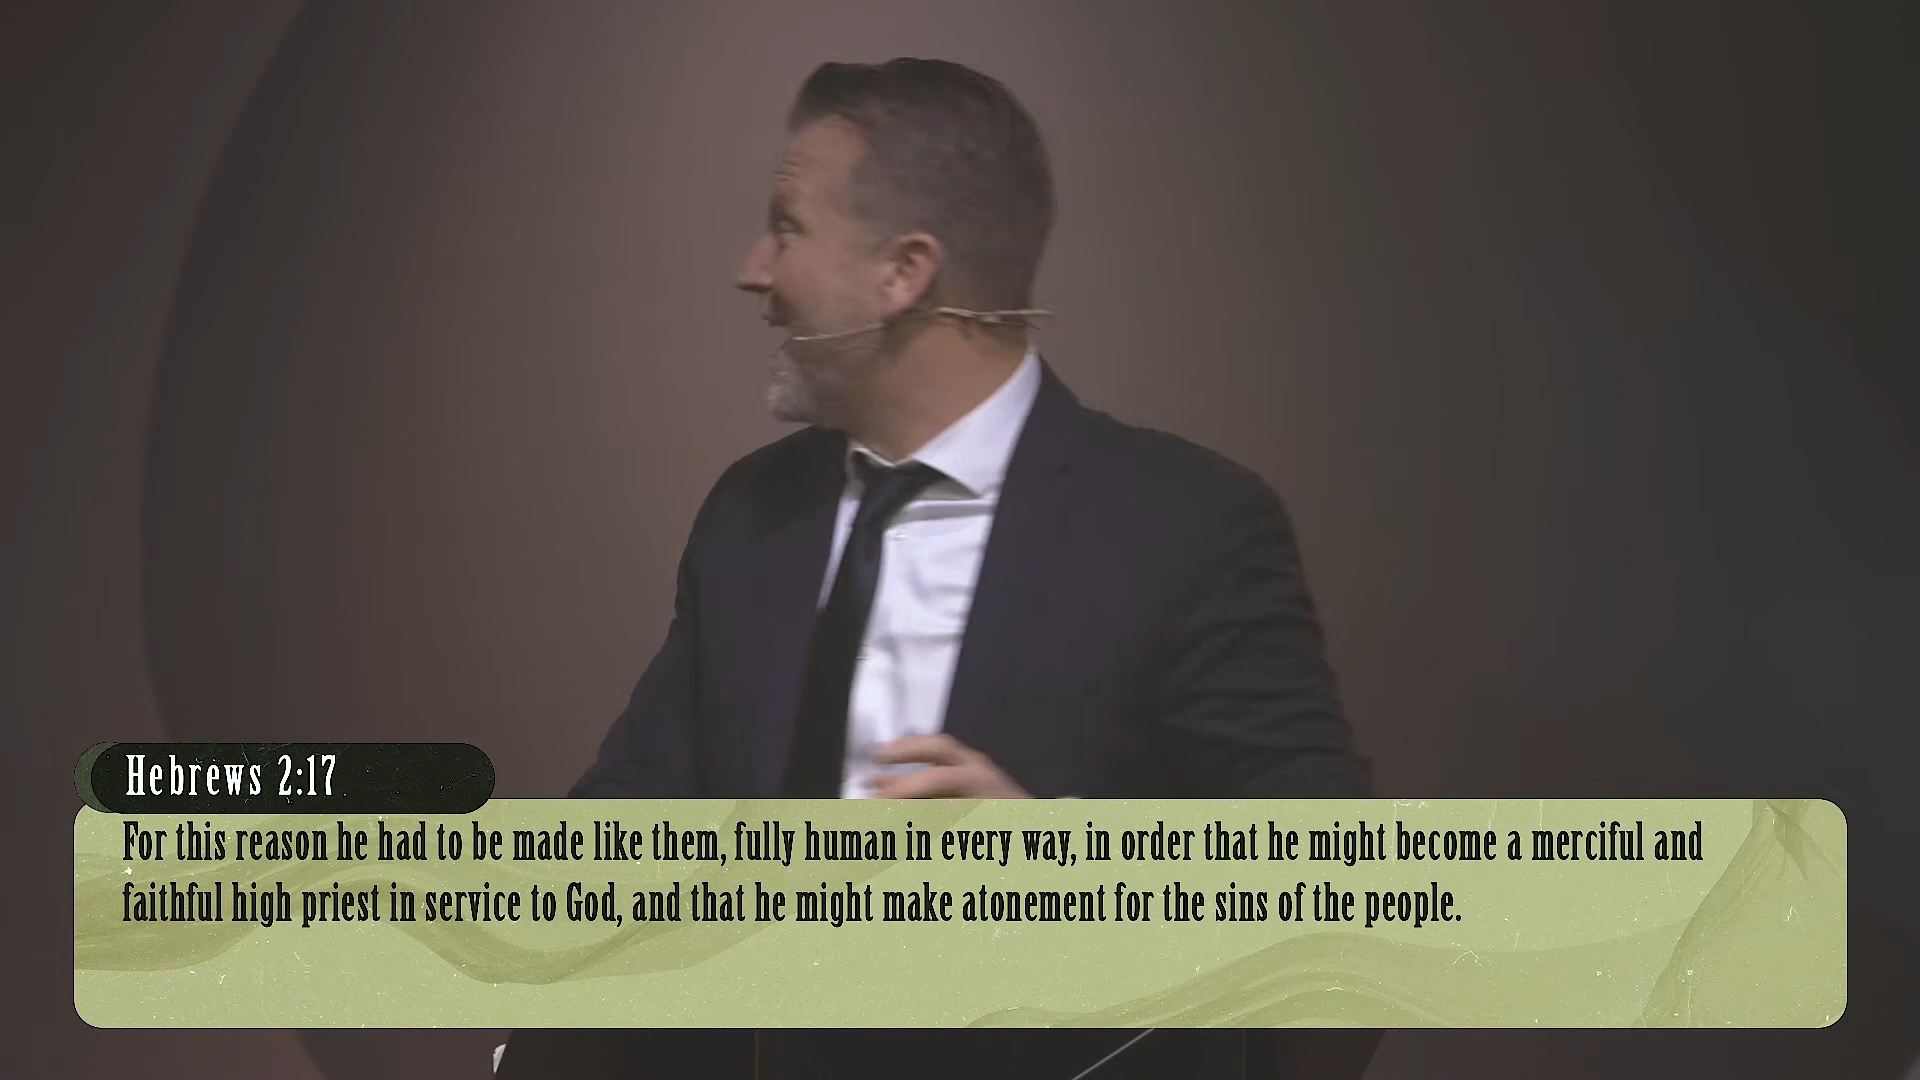 Hebrews 2:17
For this reason he had to be made like them, fully human in every way, in order that he might become a merciful and
faithful high priest in service to God, and that he might make atonement for the sins of the people.